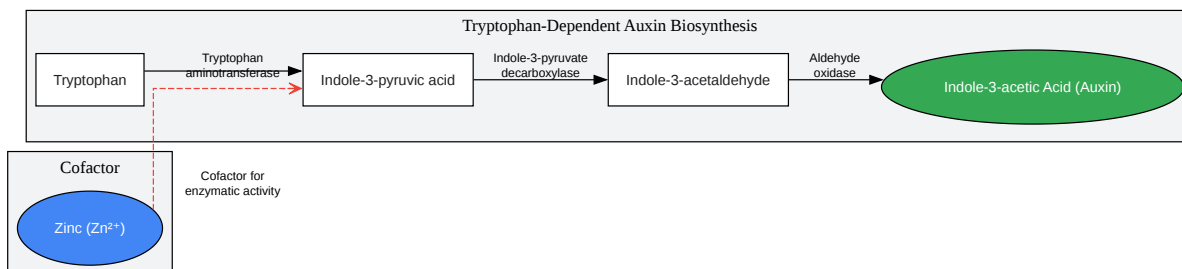 Tryptophan-Dependent Auxin Biosynthesis
Tryptophan
Tryptophan
aminotransferase
Indole-3-pyruvic acid
Indole-3-pyruvate
decarboxylase
Indole-3-acetaldehyde
Aldehyde
oxidase
Indole-3-acetic Acid (Auxin)
Cofactor
Zinc (Zn²⁺)
Cofactor for
enzymatic activity